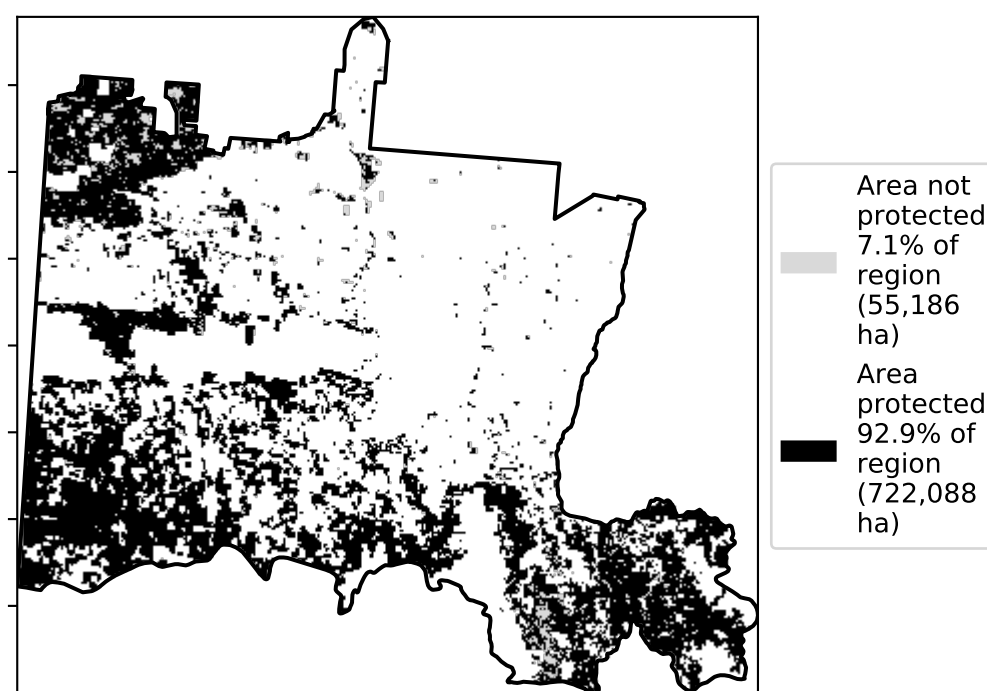 Area not
protected
7.1% of
region
(55,186
ha)
Area
protected
92.9% of
region
(722,088
ha)